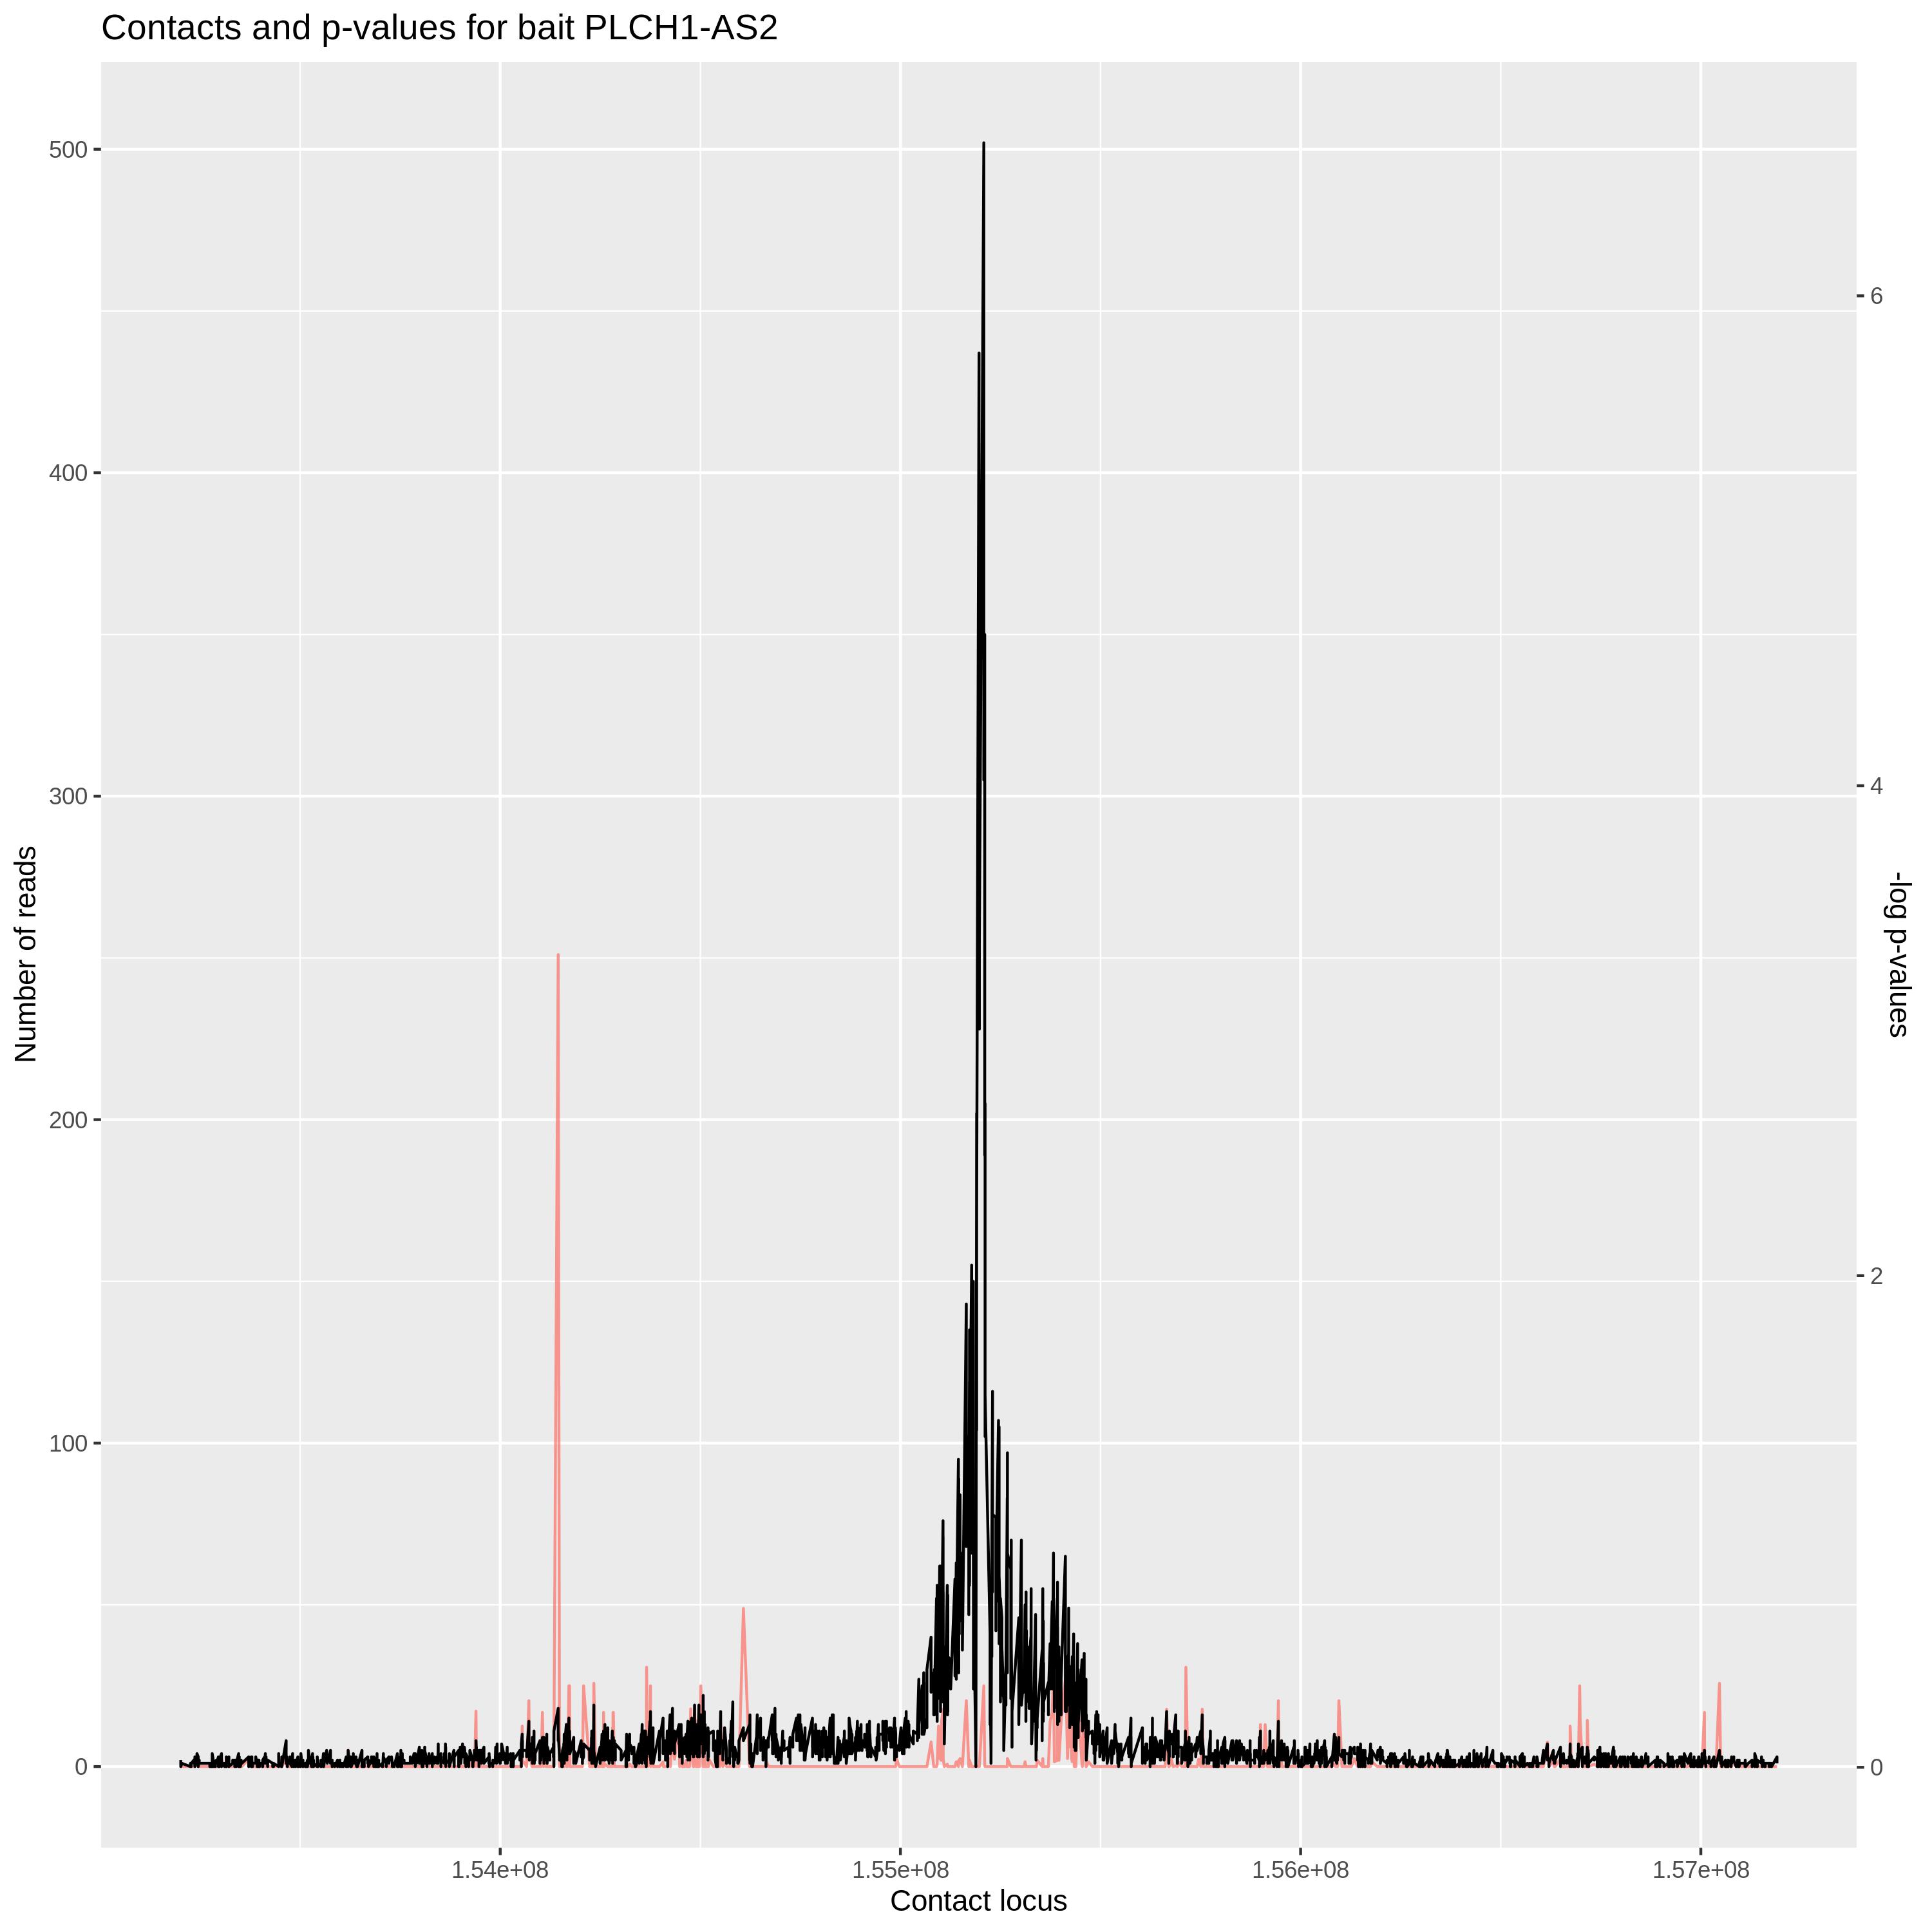 Contacts and p-values for bait PLCH1-AS2
500
400
300
200
100
0
Number of reads
6
4
2
0
-log p-values
1.54e+08
1.55e+08
1.56e+08
1.57e+08
Contact locus